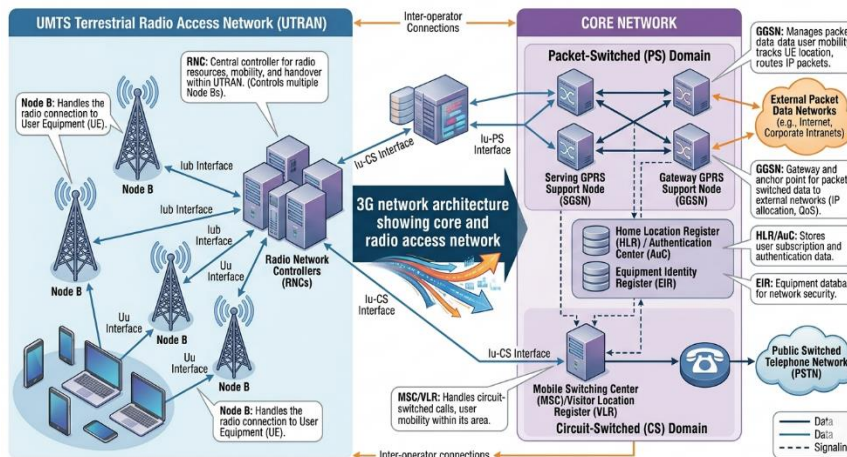 UMTS Terrestrial Radio Access Network (UTRAN)
Inter-operator
Connections
CORE NETWORK
RNC: Central controller for radio
resources, mobility, and handover
within UTRAN. (Controls multiple
Node Bs).
Node B: Handles the
radio connection to
User Equipment (UE).
Node B
Iub Interface
Iub Interface
Node B
Iub
Interface
Uu
Interface
Node B
Uu
Interface
Node B
Uu
Interface
Radio Network
Controllers
(RNCs)
Node B: Handles the
radio connection to User
Equipment (UE).
Iu-CS Interface
Iu-PS
Interface
3G network architecture
showing core and
radio access network
Iu-CS
Interface
Iu-CS Interface
Packet-Switched (PS) Domain
Serving GPRS
Support Node
(SGSN)
Gateway GPRS
Support Node
(GGSN)
Home Location Register
(HLR) / Authentication
Center (AuC)
Equipment Identity
Register (EIR)
MSC/VLR: Handles circuit-
switched calls, user
mobility within its area.
Mobile Switching Center
(MSC)/Visitor Location
Register (VLR)
Circuit-Switched (CS) Domain
GGSN: Manages packe
data data user mobility
tracks UE location,
routes IP packets.
External Packet
Data Networks
(e.g., Internet,
Corporate Intranets)
GGSN: Gateway and
anchor point for packet
switched data to
external networks (IP
allocation, QoS).
HLR/AuC: Stores
user subscription and
authentication data.
EIR: Equipment databas
for network security.
Public Switched
Telephone Network
(PSTN)
Data
Data
Signaling
Inter-operator connections